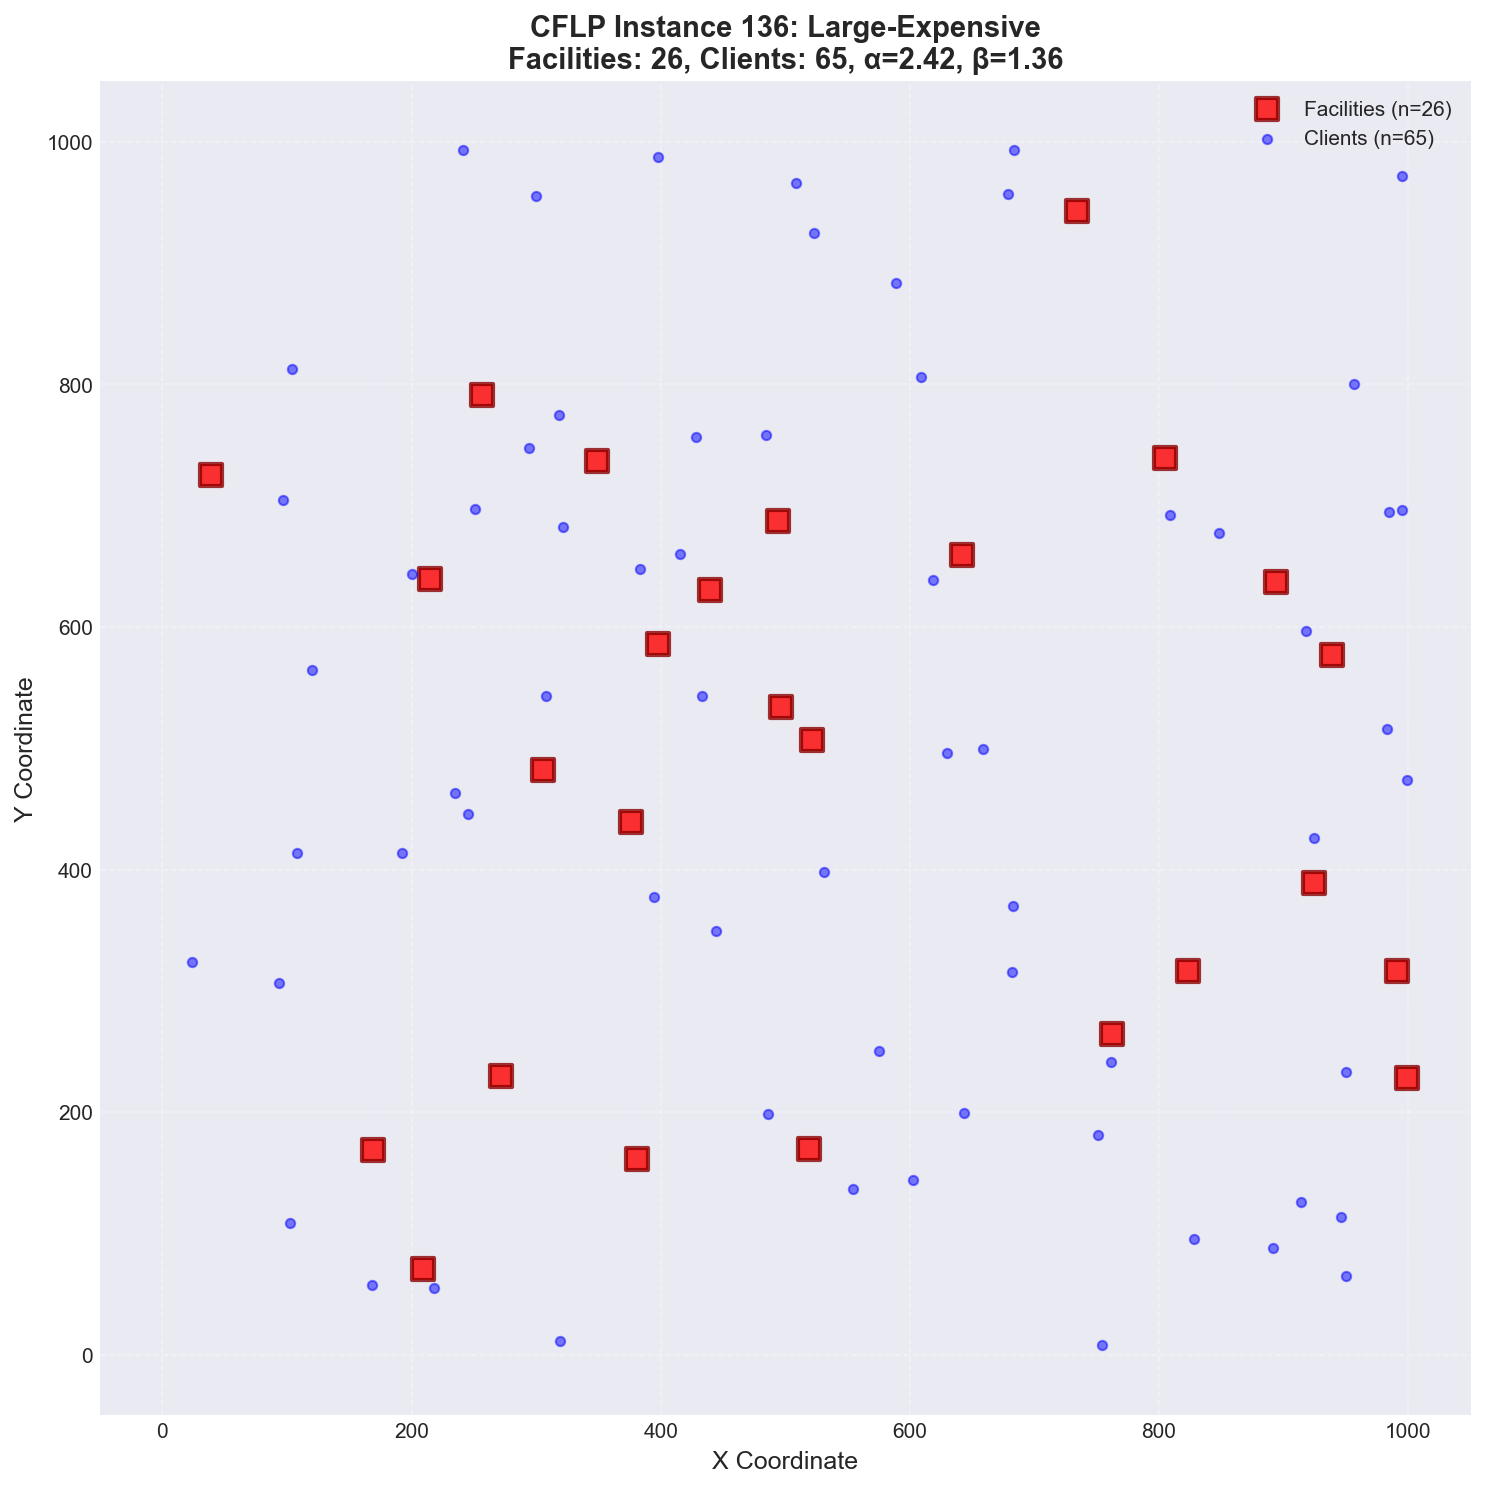 CFLP Instance 136: Large-Expensive
Facilities: 26, Clients: 65, α=2.42, β=1.36
Facilities (n=26)
Clients (n=65)
1000
800
600
400
200
0
Y Coordinate
0 200 400 600 800 1000
X Coordinate